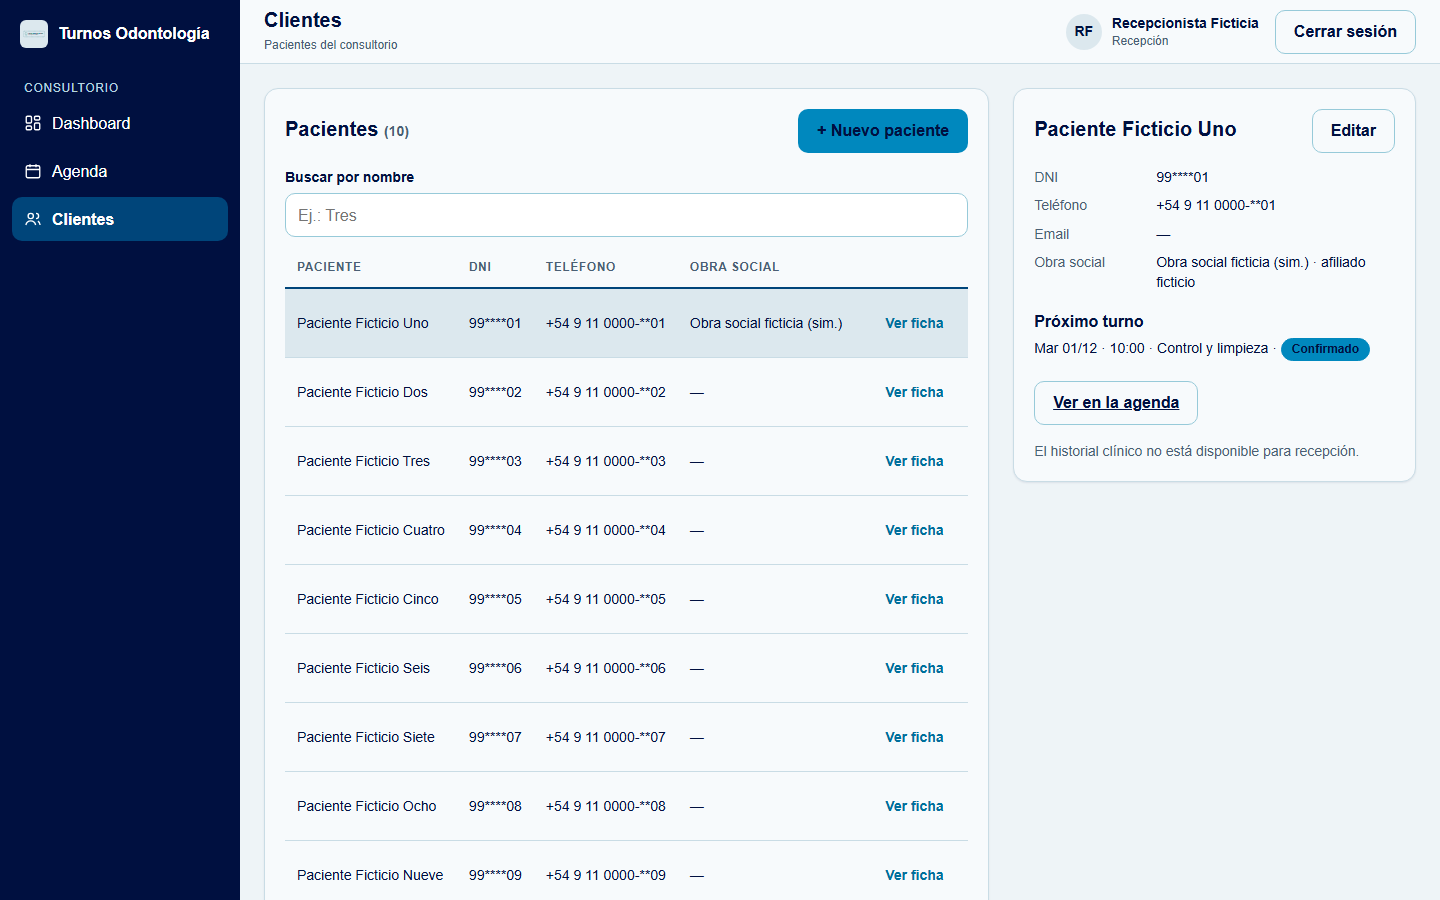 Turnos Odontología
CONSULTORIO
Dashboard
Agenda
Clientes
Clientes
Pacientes del consultorio
RF
Recepcionista Ficticia
Recepción
Cerrar sesión
Pacientes (10)
+ Nuevo paciente
Buscar por nombre
Ej.: Tres
PACIENTE DNI TELÉFONO OBRA SOCIAL
Paciente Ficticio Uno 99****01 +54 9 11 0000-**01 Obra social ficticia (sim.) Ver ficha
Paciente Ficticio Dos 99****02 +54 9 11 0000-**02 — Ver ficha
Paciente Ficticio Tres 99****03 +54 9 11 0000-**03 — Ver ficha
Paciente Ficticio Cuatro 99****04 +54 9 11 0000-**04 — Ver ficha
Paciente Ficticio Cinco 99****05 +54 9 11 0000-**05 — Ver ficha
Paciente Ficticio Seis 99****06 +54 9 11 0000-**06 — Ver ficha
Paciente Ficticio Siete 99****07 +54 9 11 0000-**07 — Ver ficha
Paciente Ficticio Ocho 99****08 +54 9 11 0000-**08 — Ver ficha
Paciente Ficticio Nueve 99****09 +54 9 11 0000-**09 — Ver ficha
Paciente Ficticio Uno
Editar
DNI 99****01
Teléfono +54 9 11 0000-**01
Email —
Obra social Obra social ficticia (sim.) · afiliado
ficticio
Próximo turno
Mar 01/12 · 10:00 · Control y limpieza · Confirmado
Ver en la agenda
El historial clínico no está disponible para recepción.